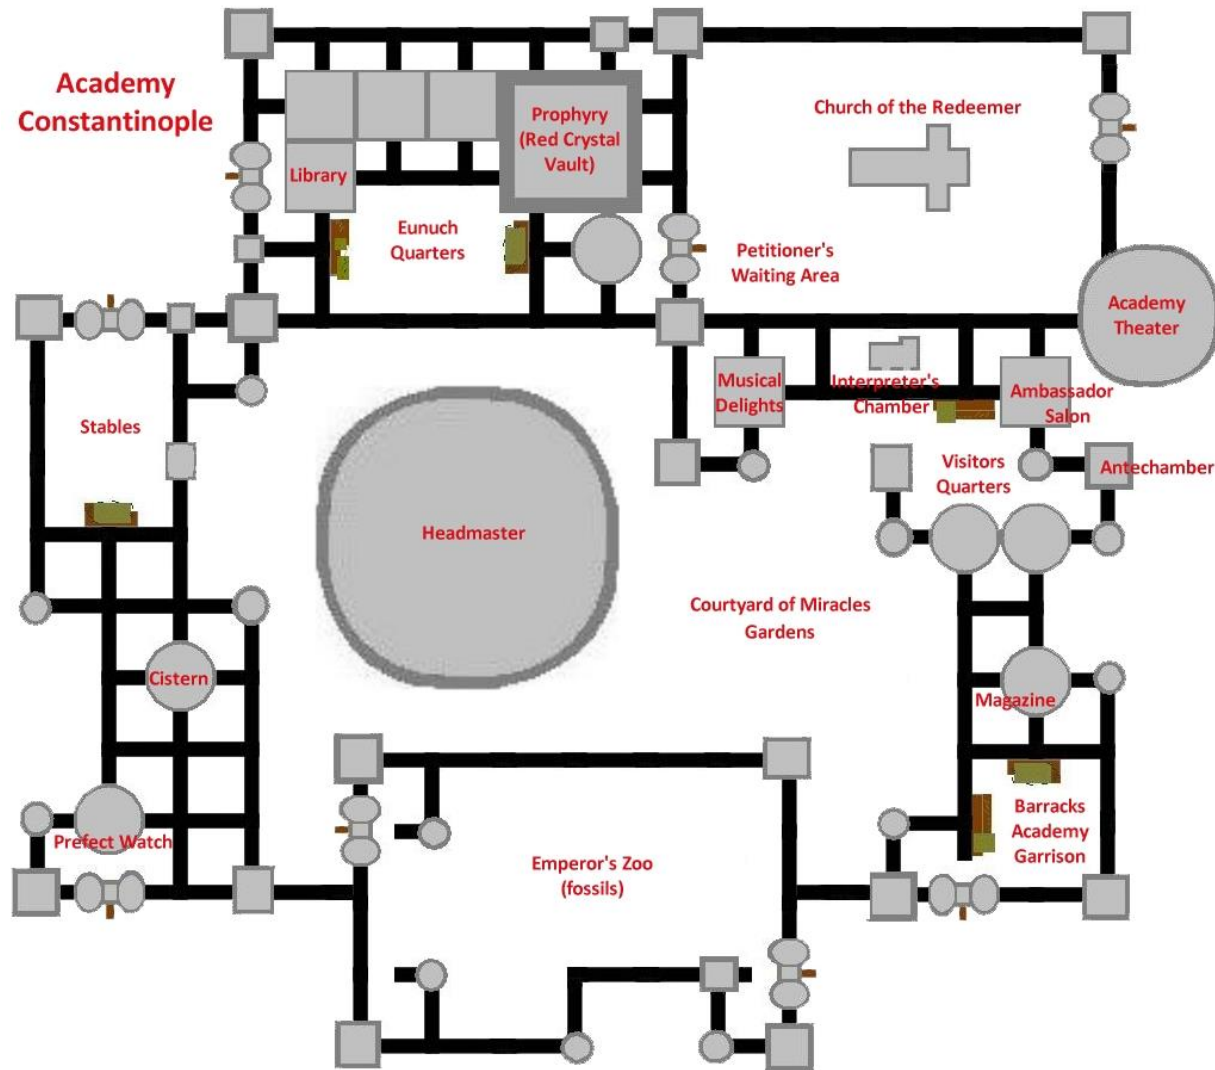 Academy
Constantinople
Church of the Redeemer
Prophyry
(Red Crystal
Vault)
Library
Eunuch
Quarters
Petitioner's
Waiting Area
Academy
Theater
Musical
Delights
Interpreter's
Chamber
Ambassador
Salon
Stables
Visitors
Quarters
Antechamber
Headmaster
Courtyard of Miracles
Gardens
Cistern
Magazine
Prefect Watch
Barracks
Academy
Garrison
Emperor's Zoo
(fossils)